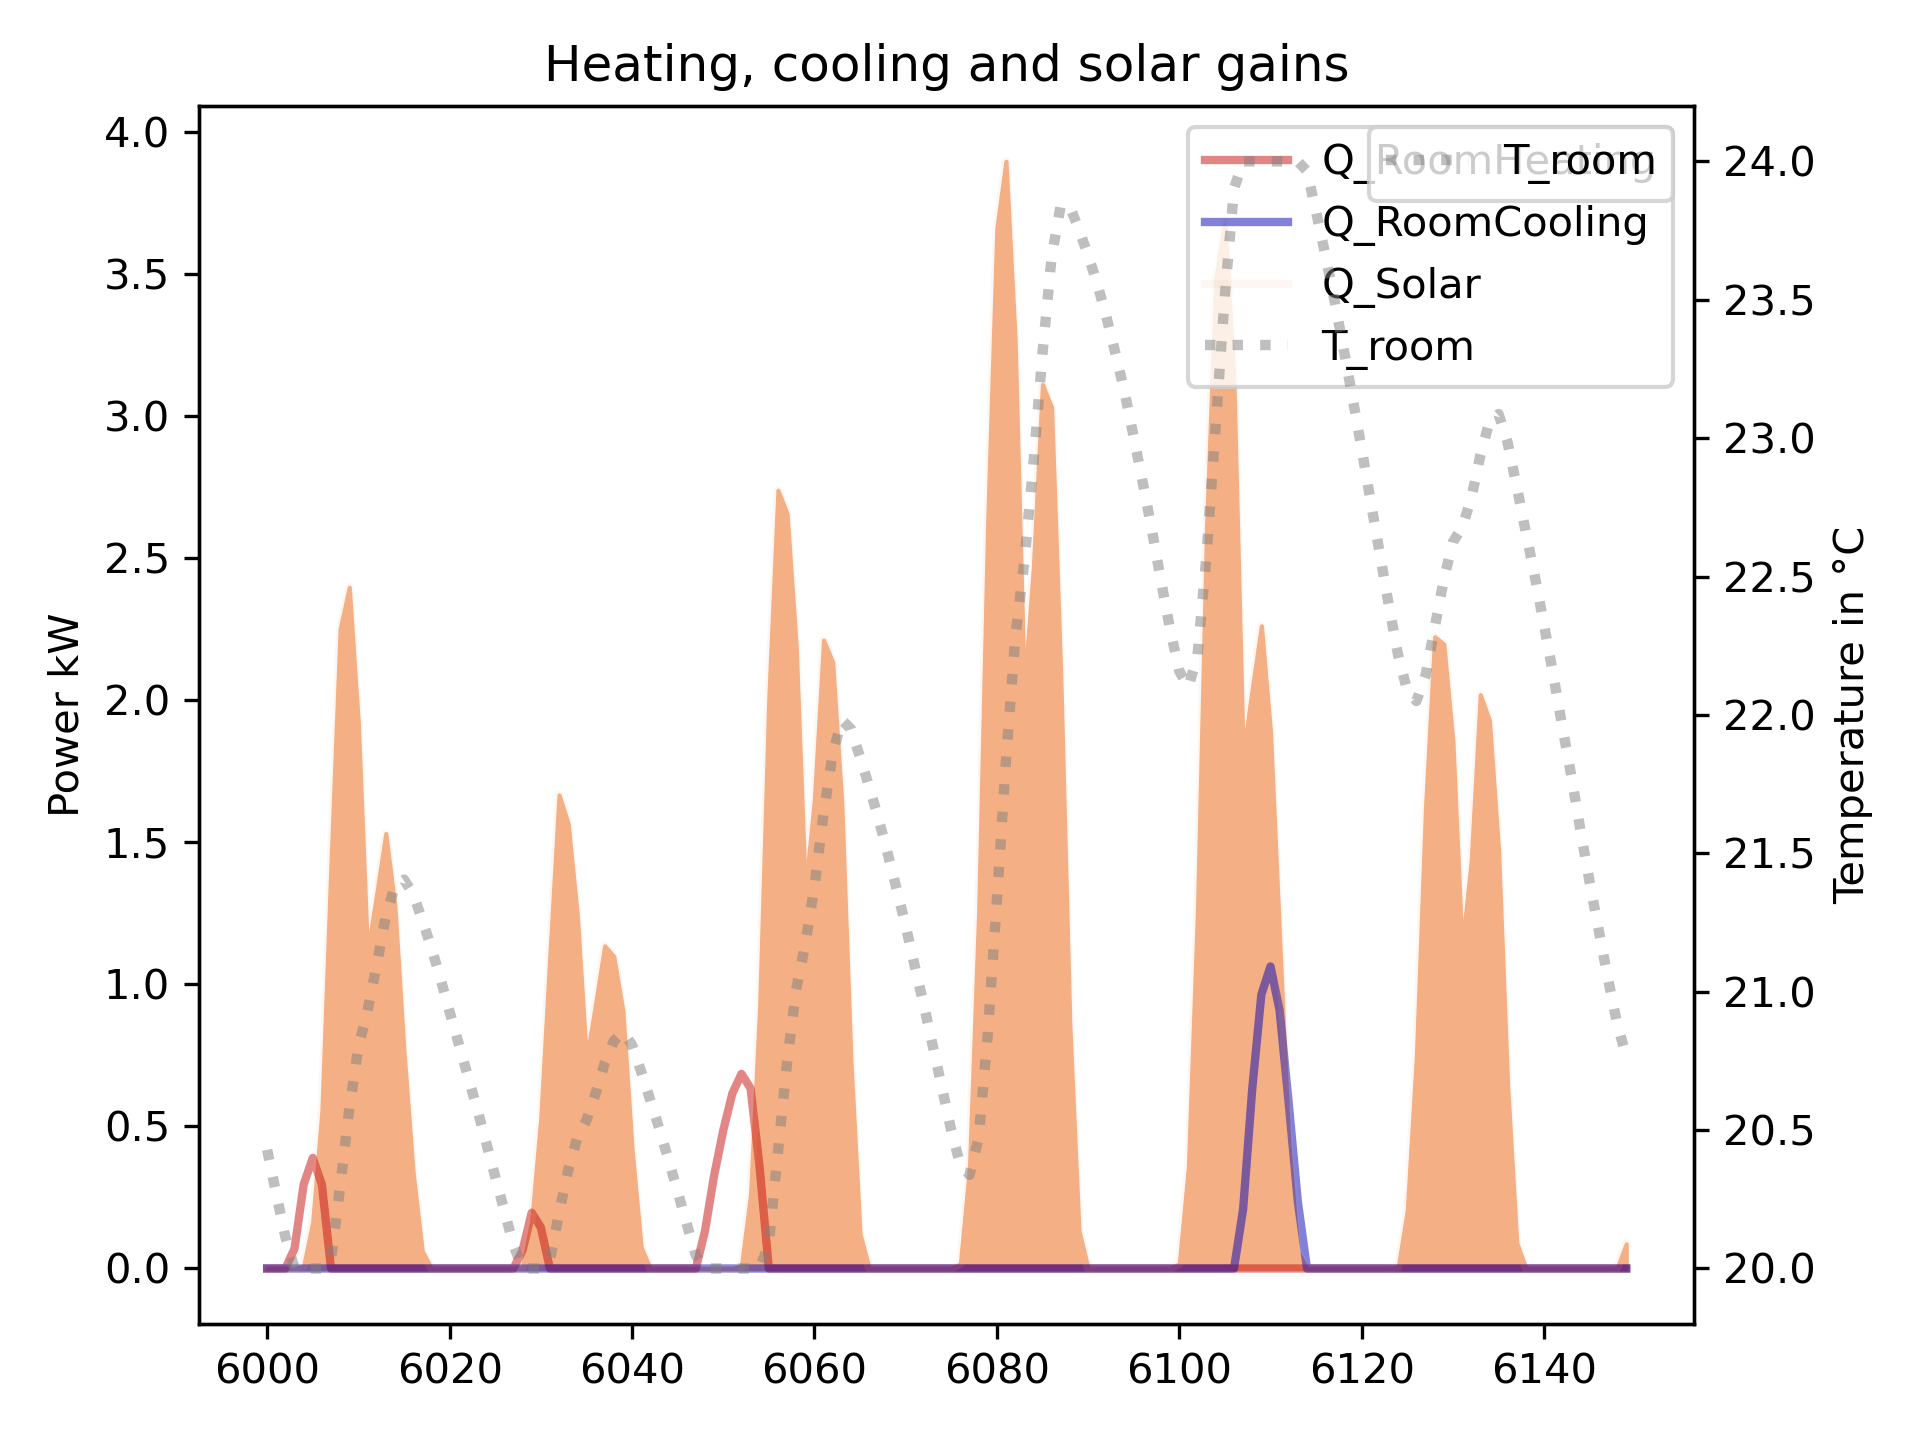 Heating, cooling and solar gains
Q_RoomHeating
T_room
Q_RoomCooling
Q_Solar
T_room
4.0
3.5
3.0
2.5
2.0
1.5
1.0
0.5
0.0
Power kW
24.0
23.5
23.0
22.5
22.0
21.5
21.0
20.5
20.0
Temperature in °C
6000 6020 6040 6060 6080 6100 6120 6140